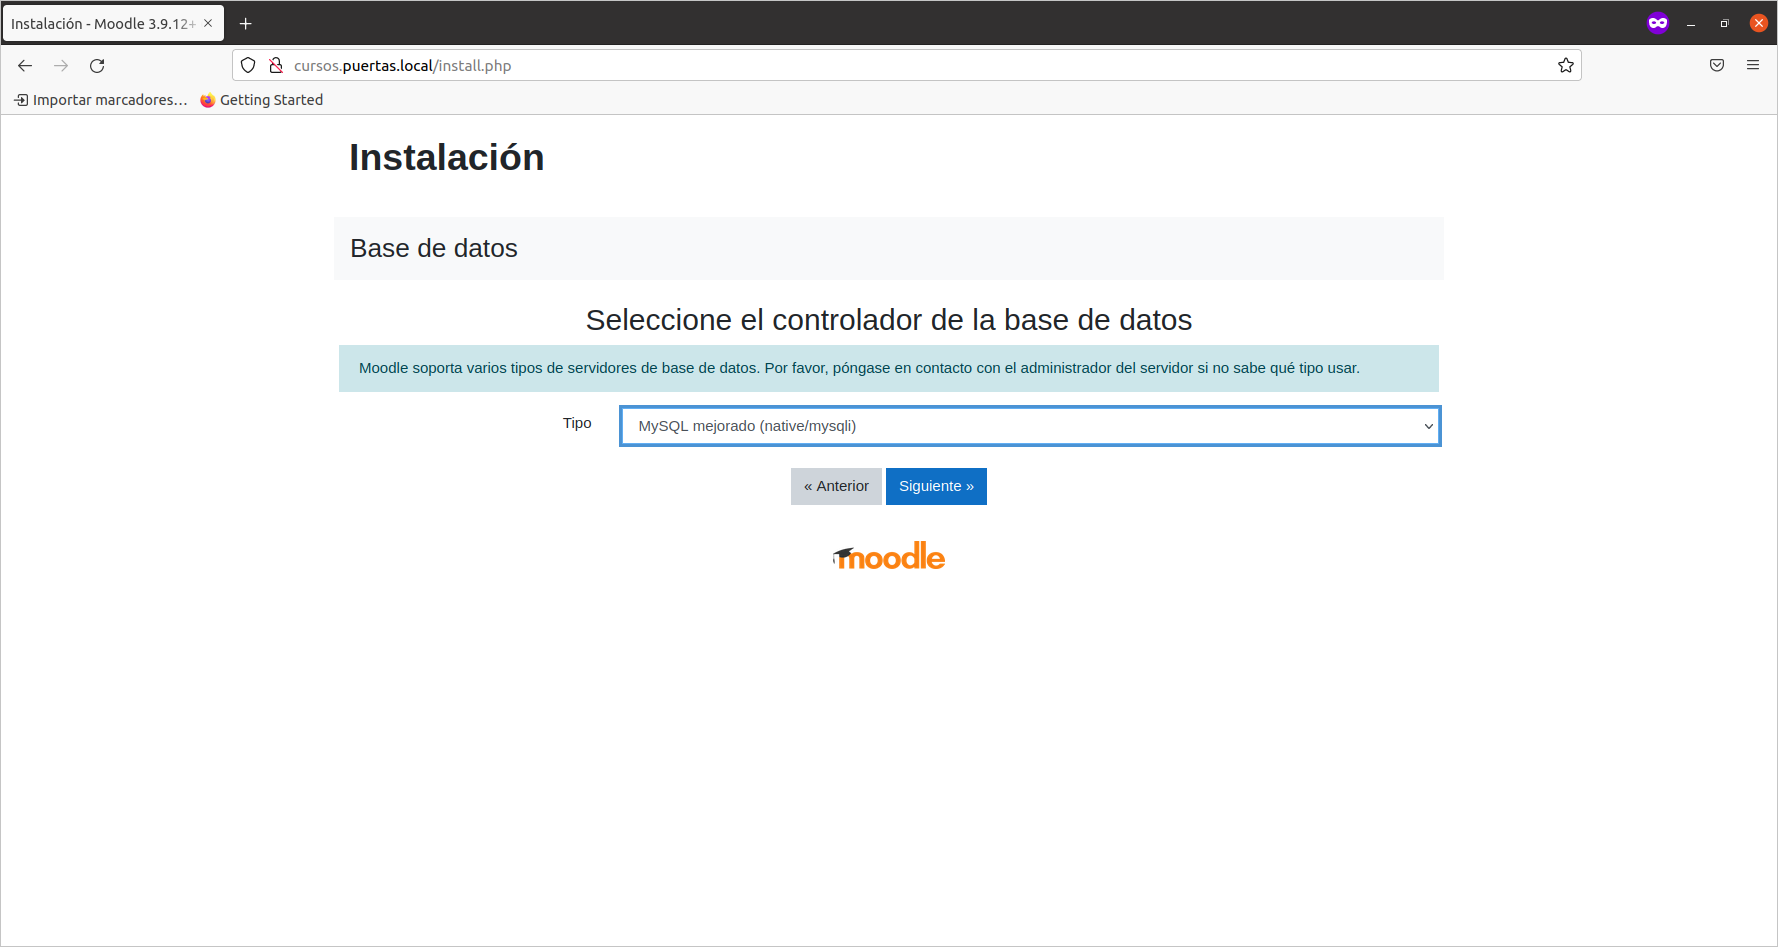 Instalación - Moodle 3.9.12+
cursos.puertas.local/install.php
Importar marcadores…
Getting Started
Instalación
Base de datos
Seleccione el controlador de la base de datos
Moodle soporta varios tipos de servidores de base de datos. Por favor, póngase en contacto con el administrador del servidor si no sabe qué tipo usar.
Tipo
MySQL mejorado (native/mysqli)
« Anterior
Siguiente »
moodle